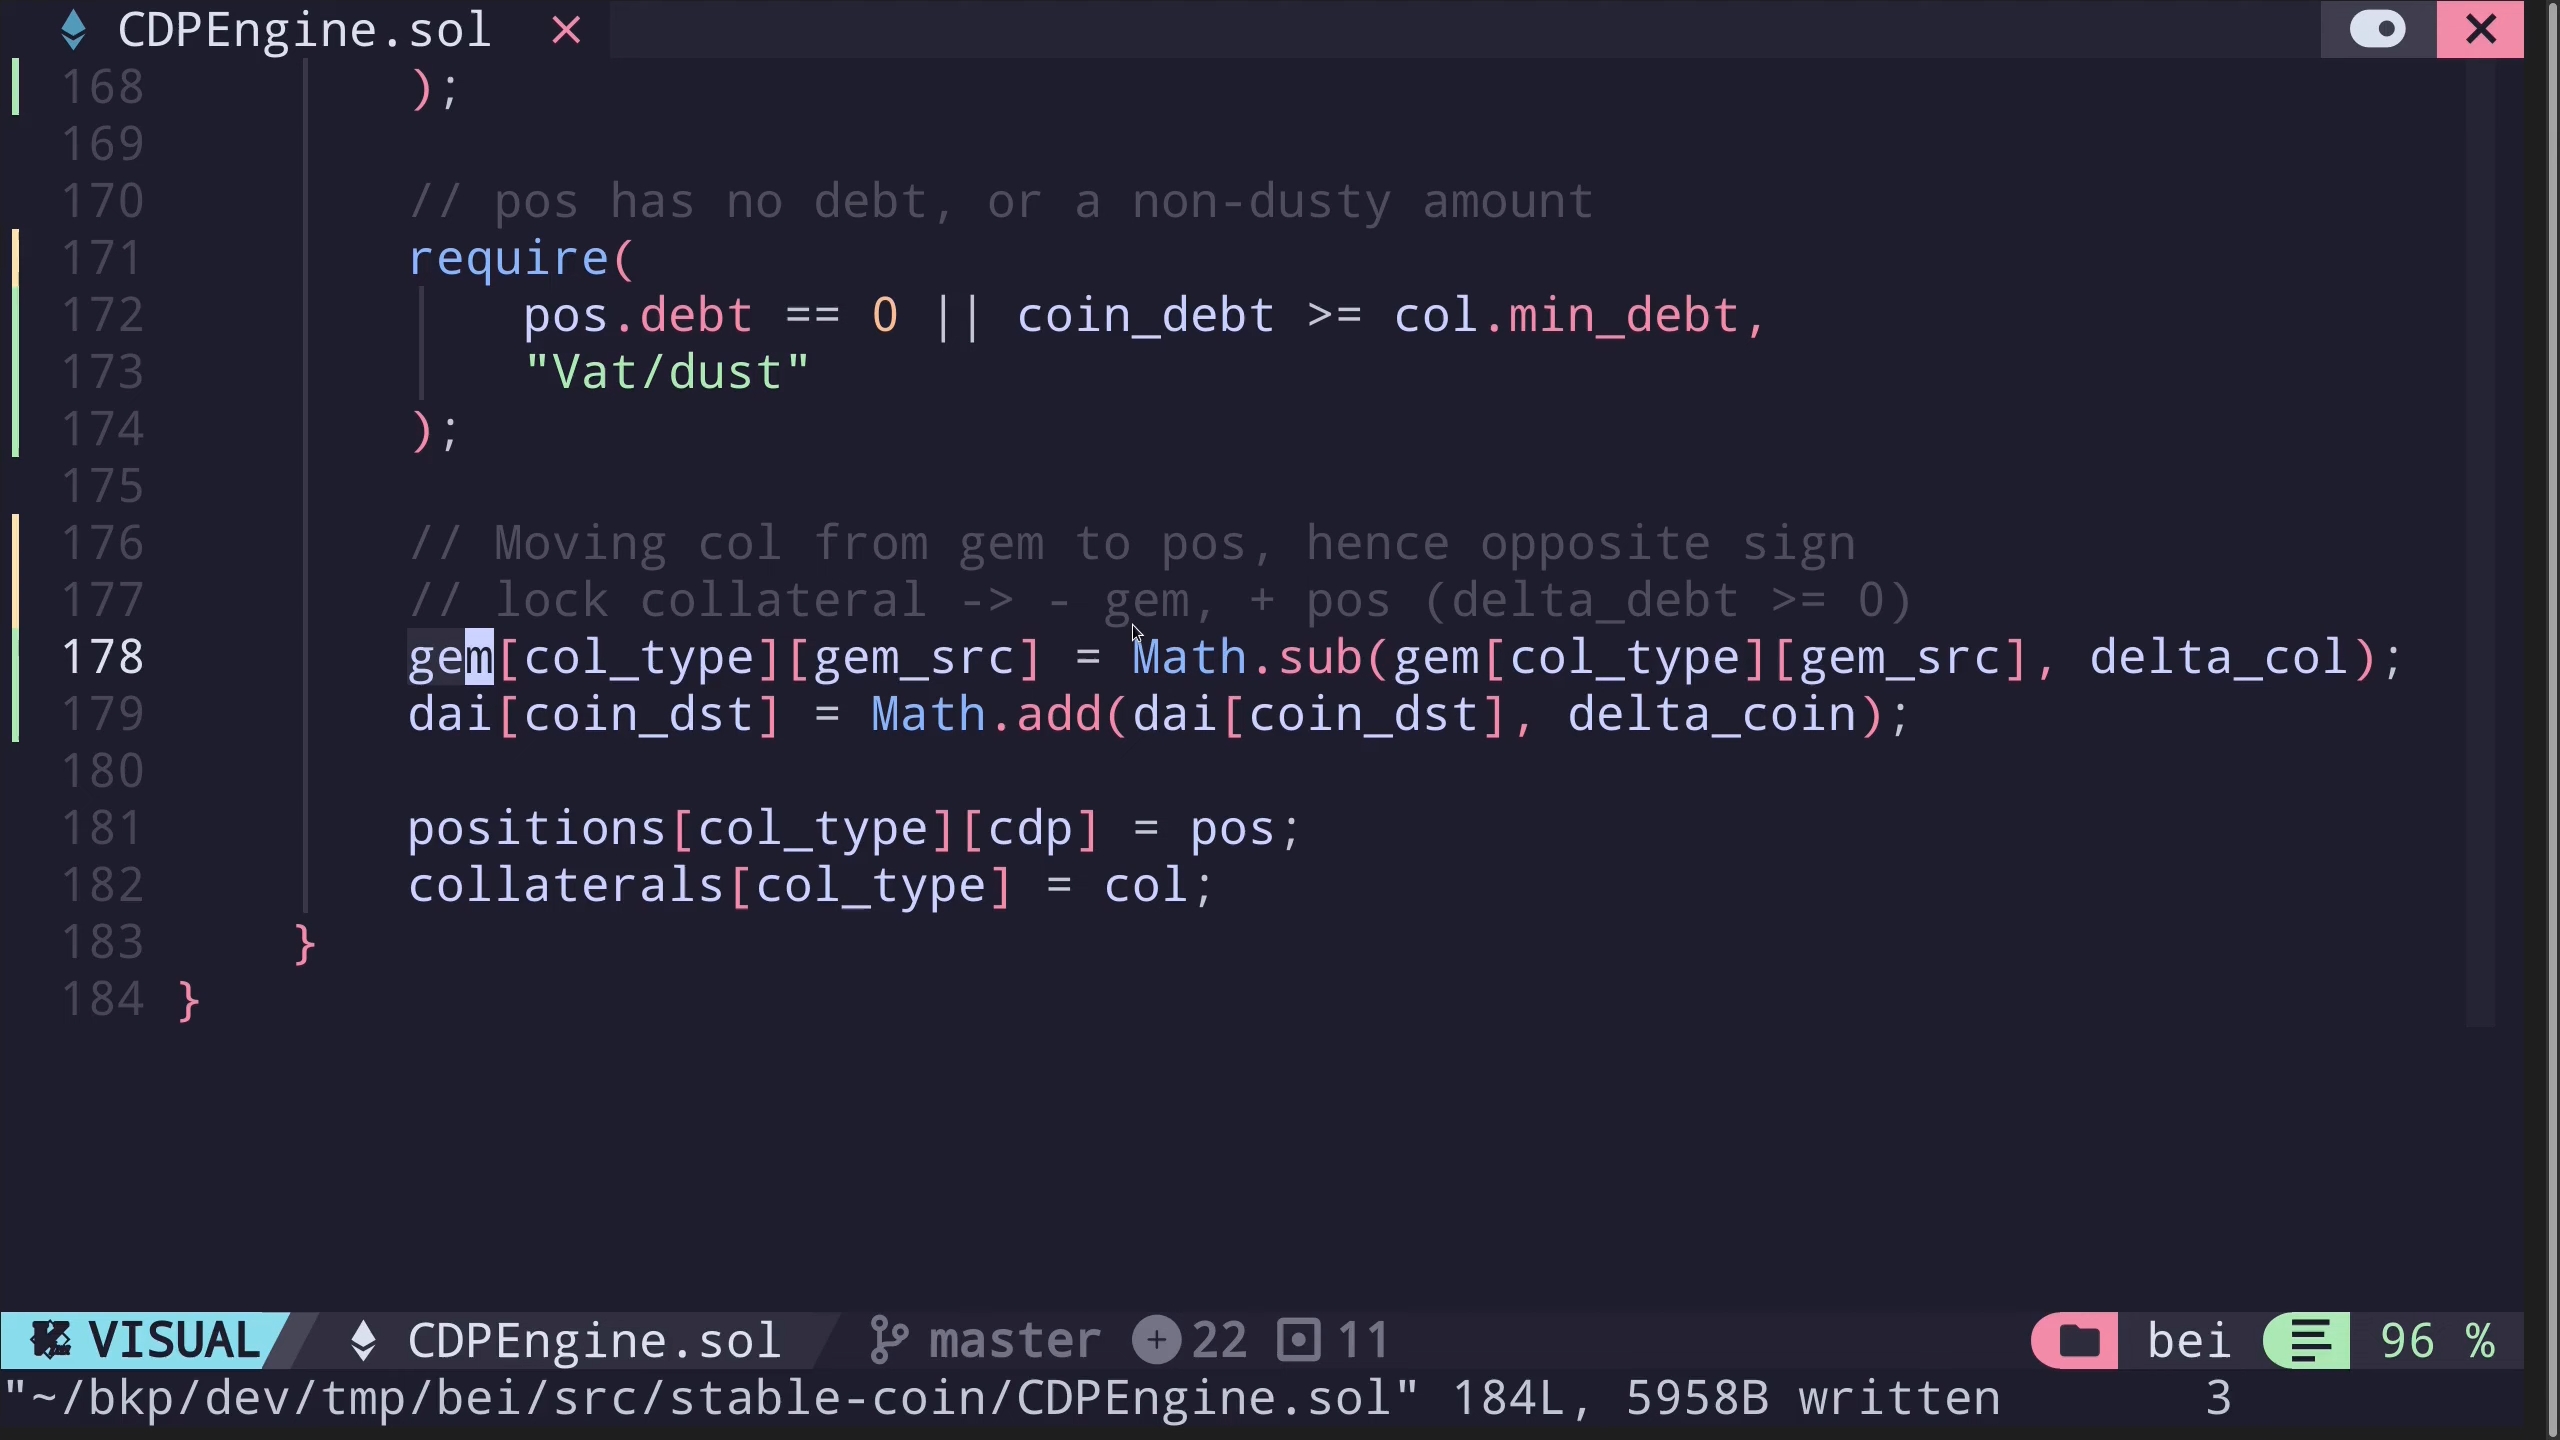 CDPEngine.sol
168 );
169
170 // pos has no debt, or a non-dusty amount
171 require(
172 pos.debt == 0 || coin_debt >= col.min_debt,
173 "Vat/dust"
174 );
175
176 // Moving col from gem to pos, hence opposite sign
177 // lock collateral -> - gem, + pos (delta_debt >= 0)
178 gem[col_type][gem_src] = Math.sub(gem[col_type][gem_src], delta_col);
179 dai[coin_dst] = Math.add(dai[coin_dst], delta_coin);
180
181 positions[col_type][cdp] = pos;
182 collaterals[col_type] = col;
183 }
184 }
VISUAL CDPEngine.sol master 22 11 bei 96 %
"~/bkp/dev/tmp/bei/src/stable-coin/CDPEngine.sol" 184L, 5958B written 3